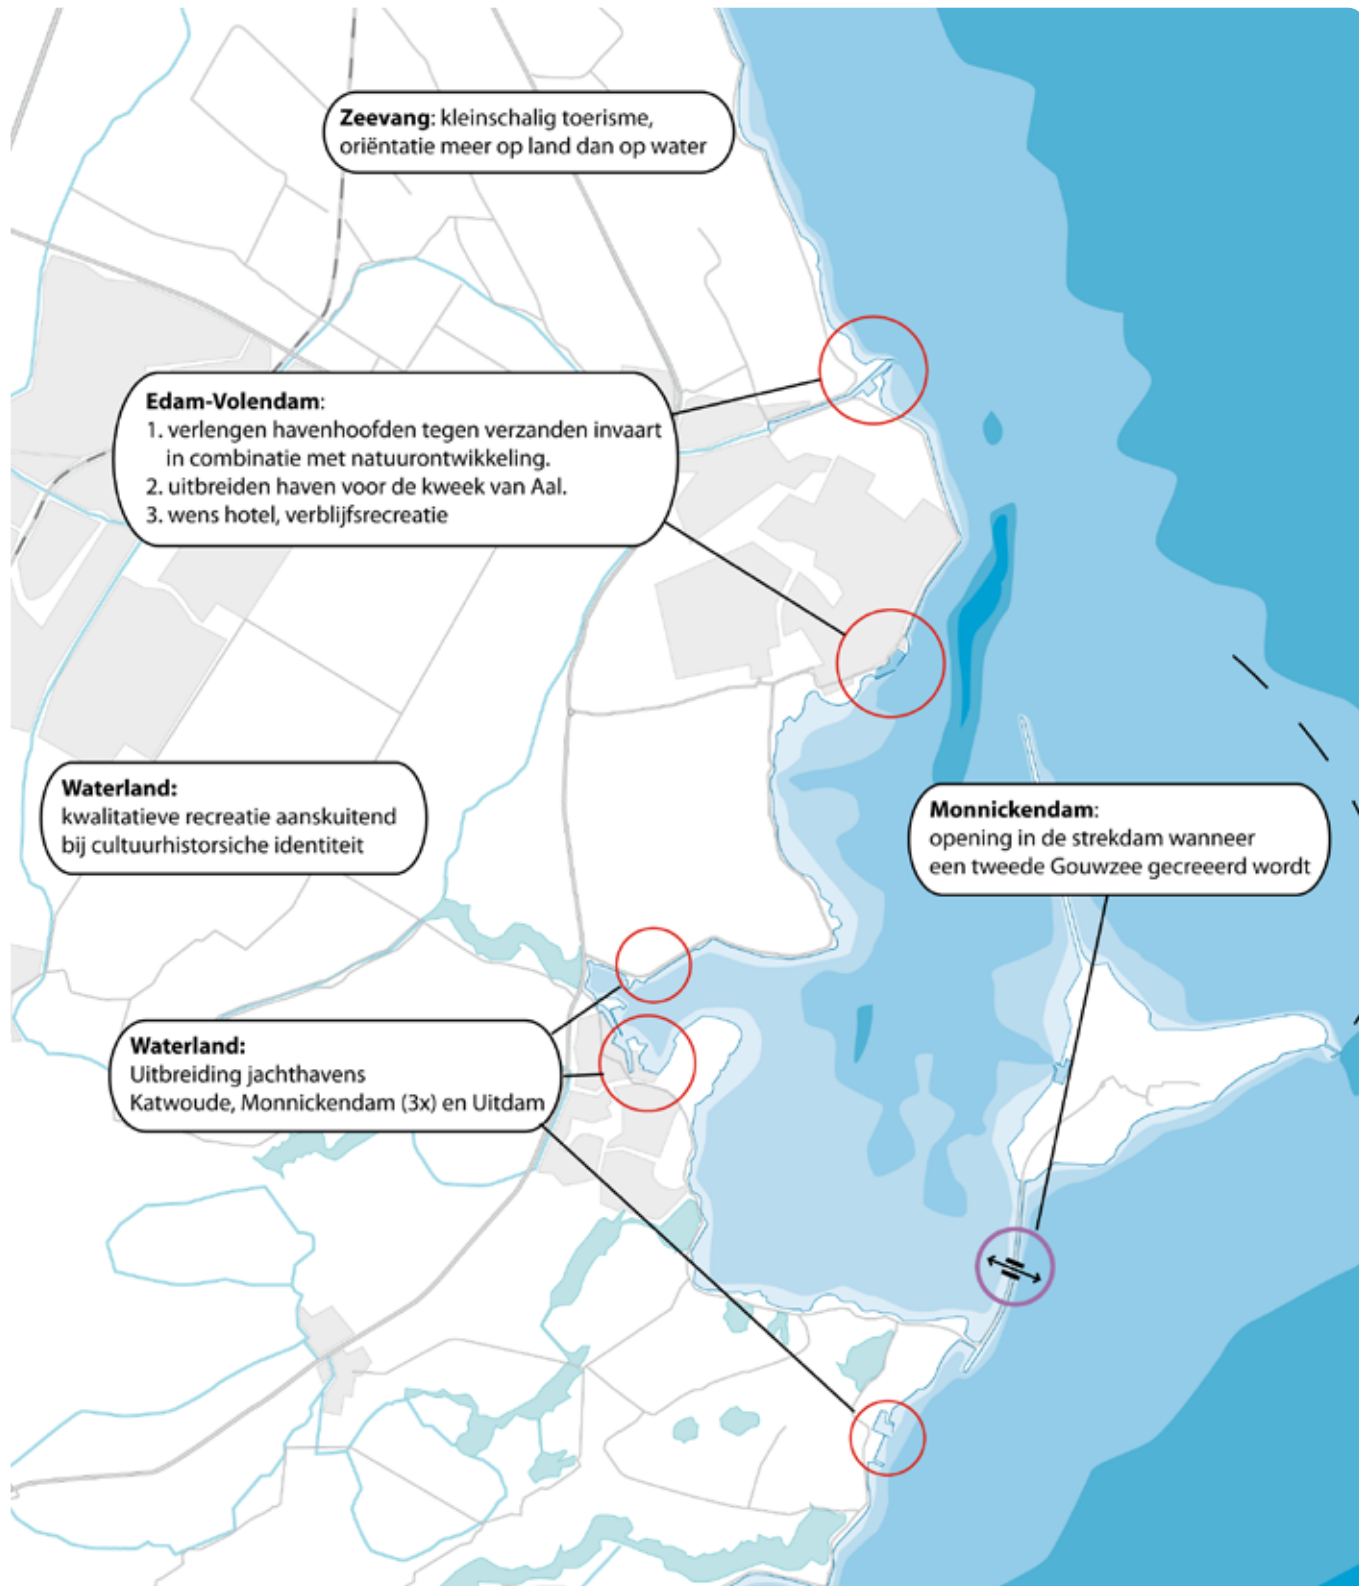 Zeevang: kleinschalig toerisme,
oriëntatie meer op land dan op water
Edam-Volendam:
1. verlengen havenhoofden tegen verzanden invaart
in combinatie met natuurontwikkeling.
2. uitbreiden haven voor de kweek van Aal.
3. wens hotel, verblijfsrecreatie
Waterland:
kwalitatieve recreatie aanskuitend
bij cultuurhistorsiche identiteit
Monnickendam:
opening in de strekdam wanneer
een tweede Gouwzee gecreeerd wordt
Waterland:
Uitbreiding jachthavens
Katwoude, Monnickendam (3x) en Uitdam